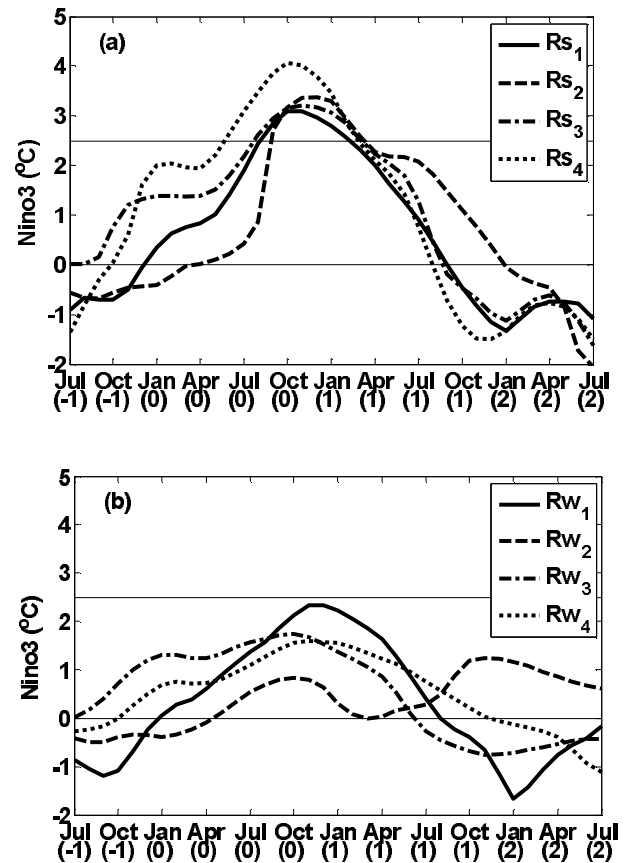 (a)
Rs1
Rs2
Rs3
Rs4
Nino3 (°C)
5
4
3
2
1
0
-1
-2
Jul Oct Jan Apr Jul Oct Jan Apr Jul Oct Jan Apr Jul
(-1) (-1) (0) (0) (0) (0) (1) (1) (1) (1) (2) (2) (2)
(b)
Rw1
Rw2
Rw3
Rw4
Nino3 (°C)
5
4
3
2
1
0
-1
-2
Jul Oct Jan Apr Jul Oct Jan Apr Jul Oct Jan Apr Jul
(-1) (-1) (0) (0) (0) (0) (1) (1) (1) (1) (2) (2) (2)